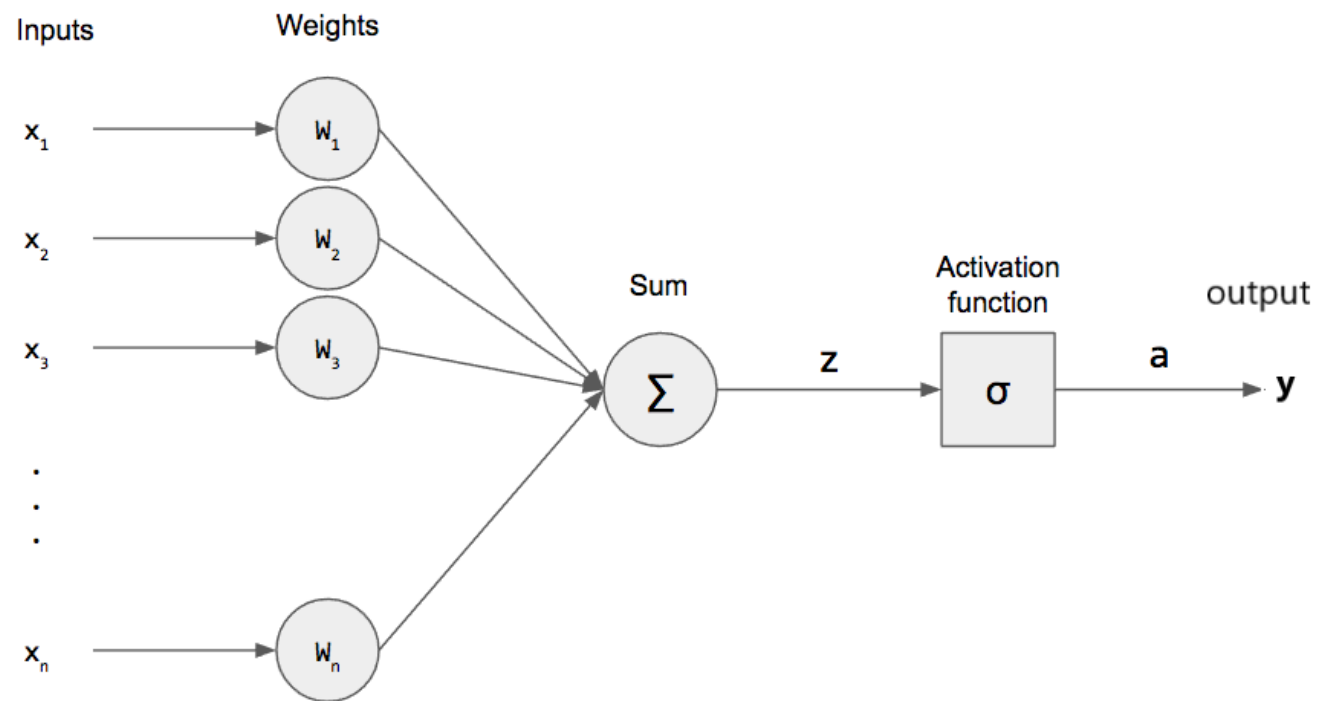 Inputs
Weights
x₁
W₁
x₂
W₂
x₃
W₃
.
.
.
xₙ
Wₙ
Sum
Σ
z
Activation
function
σ
a
output
y